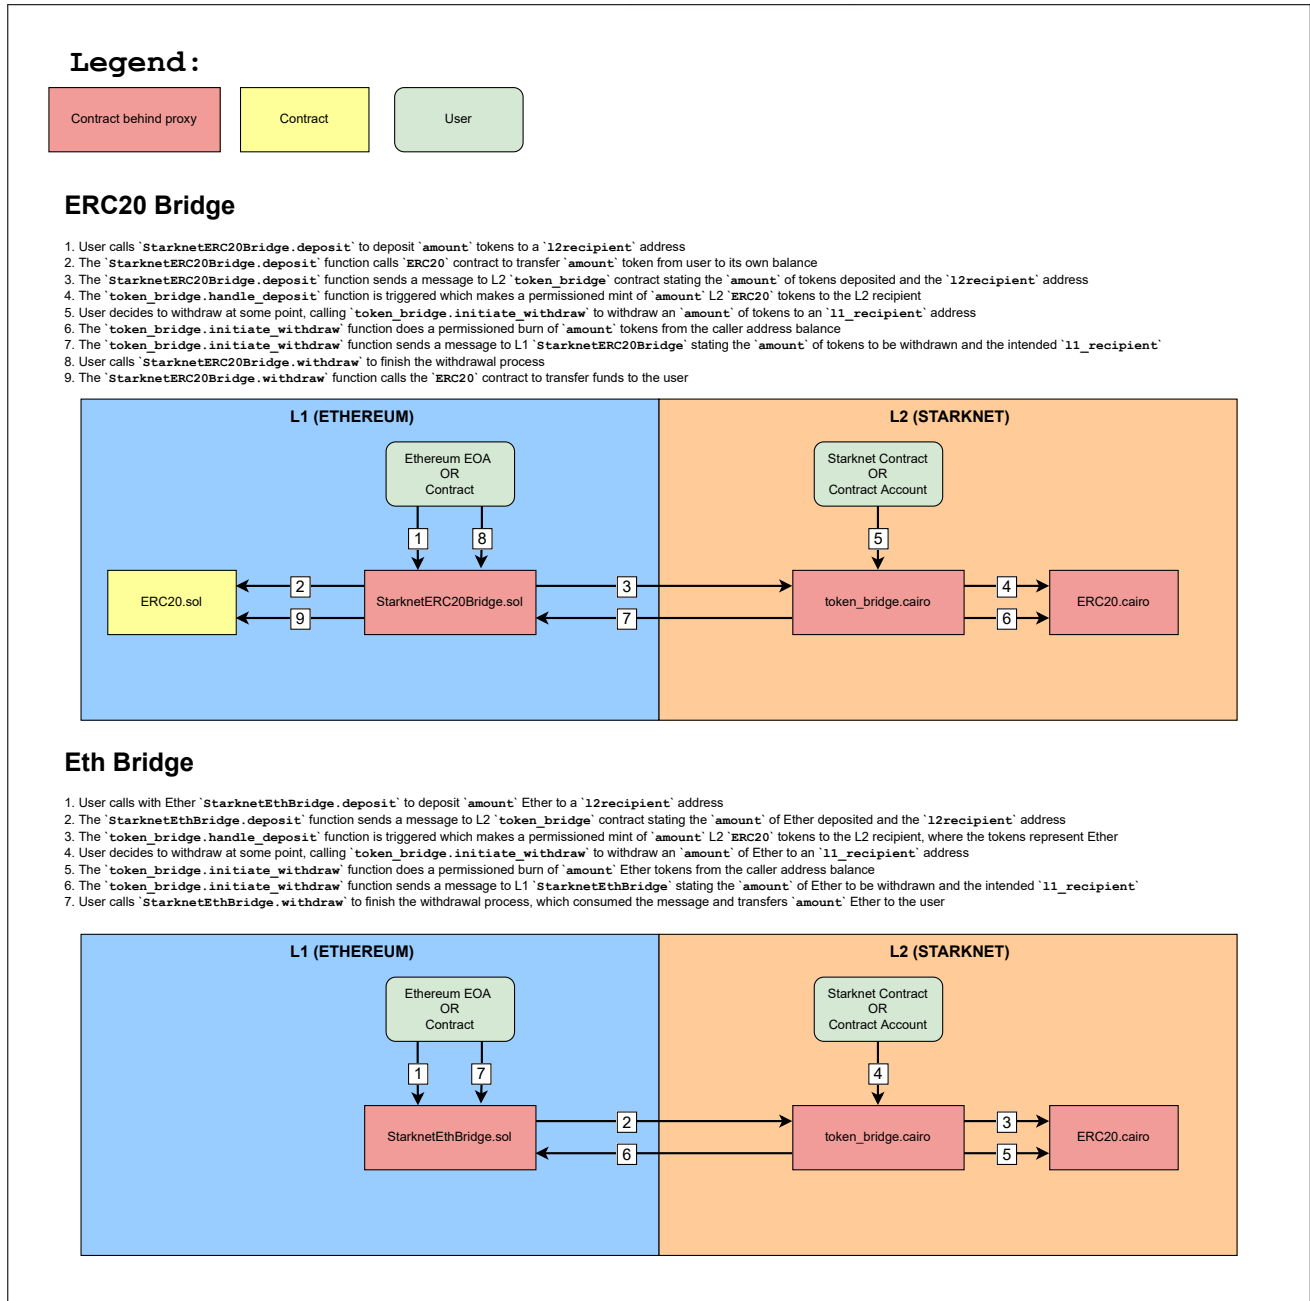 Legend:
Contract behind proxy
Contract
User
ERC20 Bridge
1. User calls `StarknetERC20Bridge.deposit` to deposit `amount` tokens to a `l2recipient` address
2. The `StarknetERC20Bridge.deposit` function calls `ERC20` contract to transfer `amount` token from user to its own balance
3. The `StarknetERC20Bridge.deposit` function sends a message to L2 `token_bridge` contract stating the `amount` of tokens deposited and the `l2recipient` address
4. The `token_bridge.handle_deposit` function is triggered which makes a permissioned mint of `amount` L2 `ERC20` tokens to the L2 recipient
5. User decides to withdraw at some point, calling `token_bridge.initiate_withdraw` to withdraw an `amount` of tokens to an `l1_recipient` address
6. The `token_bridge.initiate_withdraw` function does a permissioned burn of `amount` tokens from the caller address balance
7. The `token_bridge.initiate_withdraw` function sends a message to L1 `StarknetERC20Bridge` stating the `amount` of tokens to be withdrawn and the intended `l1_recipient`
8. User calls `StarknetERC20Bridge.withdraw` to finish the withdrawal process
9. The `StarknetERC20Bridge.withdraw` function calls the `ERC20` contract to transfer funds to the user
L1 (ETHEREUM)
L2 (STARKNET)
Ethereum EOA
OR
Contract
Starknet Contract
OR
Contract Account
1
8
5
ERC20.sol
2
9
StarknetERC20Bridge.sol
3
7
token_bridge.cairo
4
6
ERC20.cairo
Eth Bridge
1. User calls with Ether `StarknetEthBridge.deposit` to deposit `amount` Ether to a `l2recipient` address
2. The `StarknetEthBridge.deposit` function sends a message to L2 `token_bridge` contract stating the `amount` of Ether deposited and the `l2recipient` address
3. The `token_bridge.handle_deposit` function is triggered which makes a permissioned mint of `amount` L2 `ERC20` tokens to the L2 recipient, where the tokens represent Ether
4. User decides to withdraw at some point, calling `token_bridge.initiate_withdraw` to withdraw an `amount` of Ether to an `l1_recipient` address
5. The `token_bridge.initiate_withdraw` function does a permissioned burn of `amount` Ether tokens from the caller address balance
6. The `token_bridge.initiate_withdraw` function sends a message to L1 `StarknetEthBridge` stating the `amount` of Ether to be withdrawn and the intended `l1_recipient`
7. User calls `StarknetEthBridge.withdraw` to finish the withdrawal process, which consumed the message and transfers `amount` Ether to the user
L1 (ETHEREUM)
L2 (STARKNET)
Ethereum EOA
OR
Contract
Starknet Contract
OR
Contract Account
1
7
4
StarknetEthBridge.sol
2
6
token_bridge.cairo
3
5
ERC20.cairo